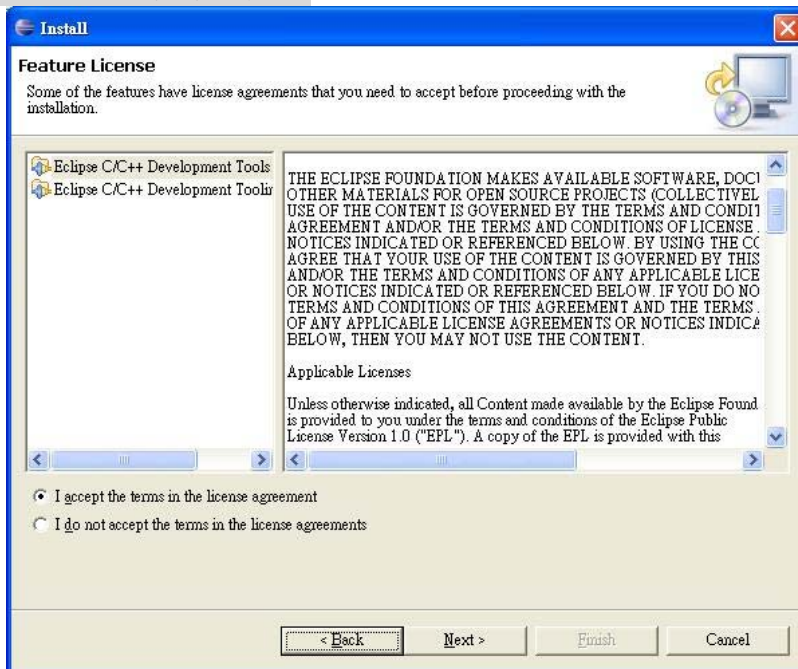 Install
Feature License
Some of the features have license agreements that you need to accept before proceeding with the
installation.
Eclipse C/C++ Development Tools
Eclipse C/C++ Development Toolin
THE ECLIPSE FOUNDATION MAKES AVAILABLE SOFTWARE, DOC
OTHER MATERIALS FOR OPEN SOURCE PROJECTS (COLLECTIVEL
USE OF THE CONTENT IS GOVERNED BY THE TERMS AND CONDIT
AGREEMENT AND/OR THE TERMS AND CONDITIONS OF LICENSE
NOTICES INDICATED OR REFERENCED BELOW. BY USING THE CO
AGREE THAT YOUR USE OF THE CONTENT IS GOVERNED BY THIS
AND/OR THE TERMS AND CONDITIONS OF ANY APPLICABLE LICE
OR NOTICES INDICATED OR REFERENCED BELOW. IF YOU DO NO
TERMS AND CONDITIONS OF THIS AGREEMENT AND THE TERMS
OF ANY APPLICABLE LICENSE AGREEMENTS OR NOTICES INDICA
BELOW, THEN YOU MAY NOT USE THE CONTENT.
Applicable Licenses
Unless otherwise indicated, all Content made available by the Eclipse Found
is provided to you under the terms and conditions of the Eclipse Public
License Version 1.0 ("EPL"). A copy of the EPL is provided with this
I accept the terms in the license agreement
I do not accept the terms in the license agreements
< Back
Next >
Finish
Cancel